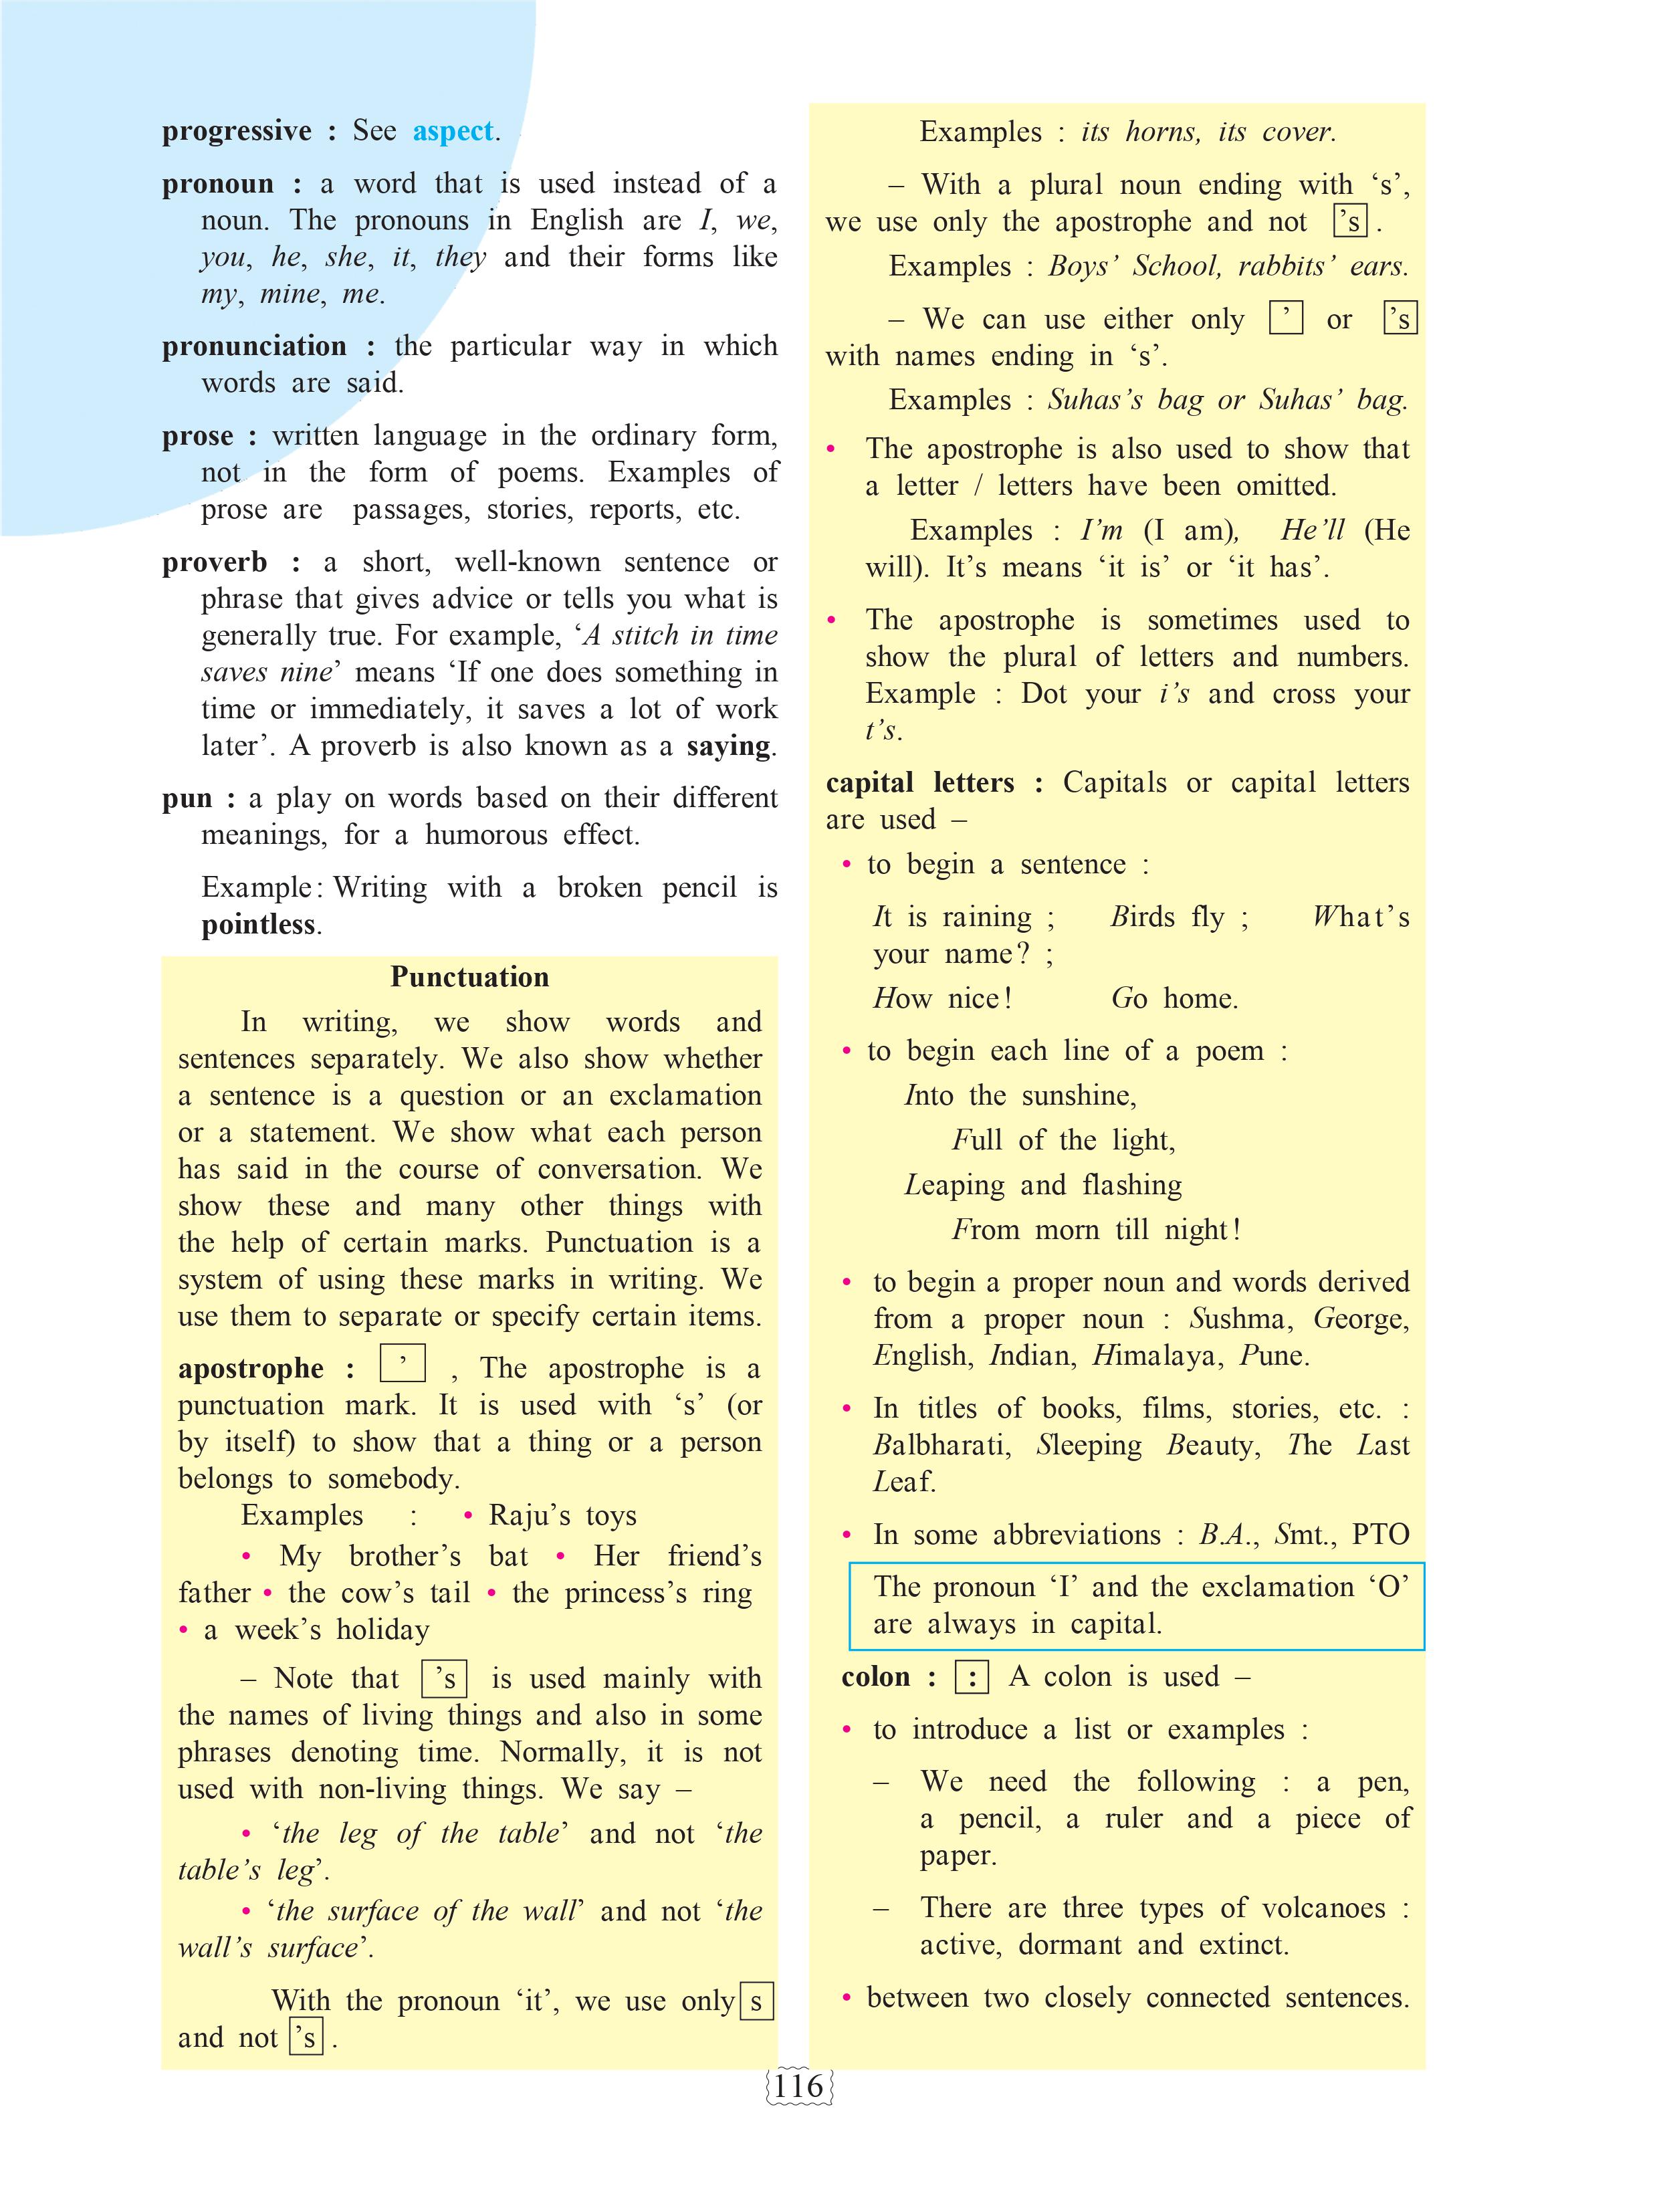 progressive : See aspect.
pronoun : a word that is used instead of a
noun. The pronouns in English are I, we,
you, he, she, it, they and their forms like
my, mine, me.
pronunciation : the particular way in which
words are said.
prose : written language in the ordinary form,
not in the form of poems. Examples of
prose are passages, stories, reports, etc.
proverb : a short, well-known sentence or
phrase that gives advice or tells you what is
generally true. For example, ‘A stitch in time
saves nine’ means ‘If one does something in
time or immediately, it saves a lot of work
later’. A proverb is also known as a saying.
pun : a play on words based on their different
meanings, for a humorous effect.
Example: Writing with a broken pencil is
pointless.
Punctuation
In writing, we show words and
sentences separately. We also show whether
a sentence is a question or an exclamation
or a statement. We show what each person
has said in the course of conversation. We
show these and many other things with
the help of certain marks. Punctuation is a
system of using these marks in writing. We
use them to separate or specify certain items.
apostrophe : ’ , The apostrophe is a
punctuation mark. It is used with ‘s’ (or
by itself) to show that a thing or a person
belongs to somebody.
Examples : • Raju’s toys
• My brother’s bat • Her friend’s
father • the cow’s tail • the princess’s ring
• a week’s holiday
– Note that ’s is used mainly with
the names of living things and also in some
phrases denoting time. Normally, it is not
used with non-living things. We say –
• ‘the leg of the table’ and not ‘the
table’s leg’.
• ‘the surface of the wall’ and not ‘the
wall’s surface’.
With the pronoun ‘it’, we use only s
and not ’s .
Examples : its horns, its cover.
– With a plural noun ending with ‘s’,
we use only the apostrophe and not ’s .
Examples : Boys’ School, rabbits’ ears.
– We can use either only ’ or ’s
with names ending in ‘s’.
Examples : Suhas’s bag or Suhas’ bag.
• The apostrophe is also used to show that
a letter / letters have been omitted.
Examples : I’m (I am), He’ll (He
will). It’s means ‘it is’ or ‘it has’.
• The apostrophe is sometimes used to
show the plural of letters and numbers.
Example : Dot your i’s and cross your
t’s.
capital letters : Capitals or capital letters
are used –
• to begin a sentence :
It is raining ; Birds fly ; What’s
your name? ;
How nice! Go home.
• to begin each line of a poem :
Into the sunshine,
Full of the light,
Leaping and flashing
From morn till night!
• to begin a proper noun and words derived
from a proper noun : Sushma, George,
English, Indian, Himalaya, Pune.
• In titles of books, films, stories, etc. :
Balbharati, Sleeping Beauty, The Last
Leaf.
• In some abbreviations : B.A., Smt., PTO
The pronoun ‘I’ and the exclamation ‘O’
are always in capital.
colon : : A colon is used –
• to introduce a list or examples :
– We need the following : a pen,
a pencil, a ruler and a piece of
paper.
– There are three types of volcanoes :
active, dormant and extinct.
• between two closely connected sentences.
116